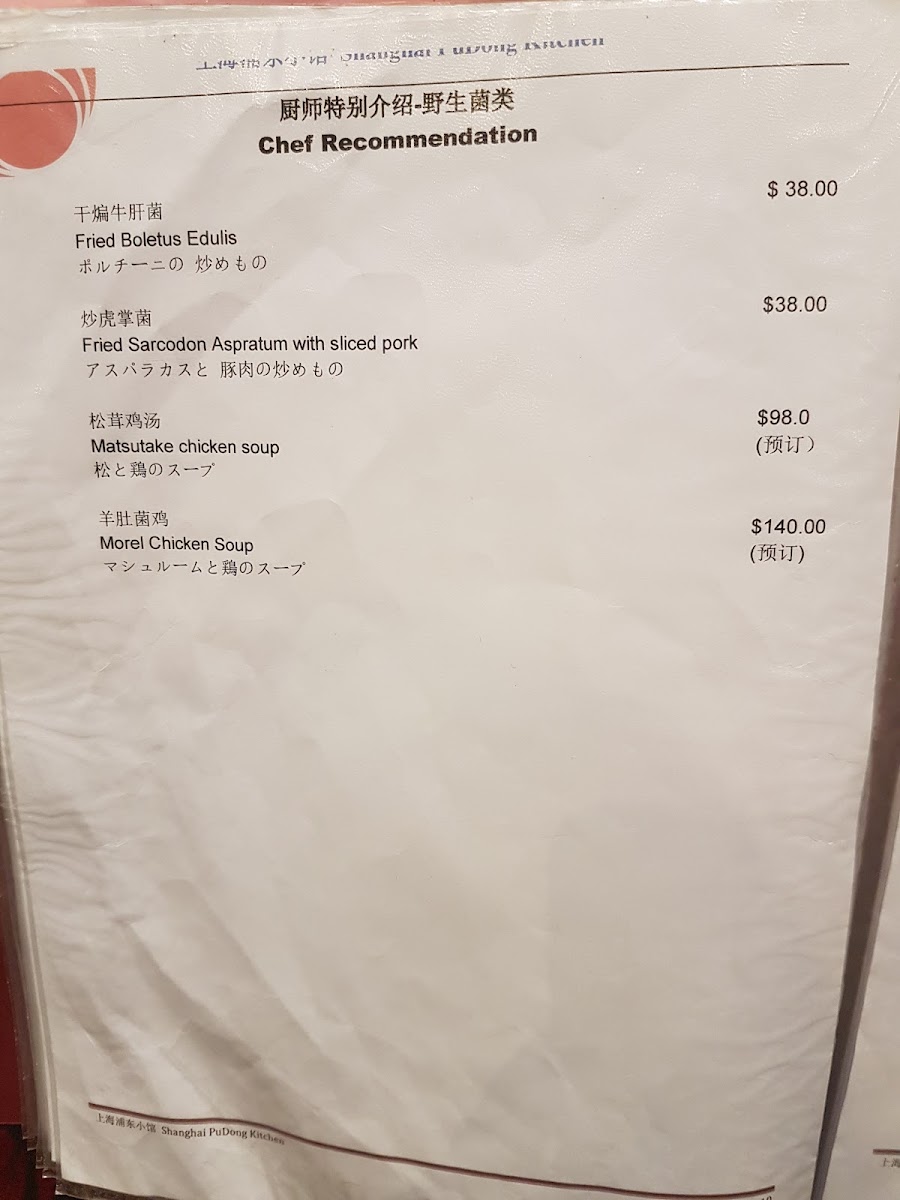 上海浦东小馆 Shanghai PuDong Kitchen
厨师特别介绍-野生菌类
Chef Recommendation
干煸牛肝菌
$ 38.00
Fried Boletus Edulis
ポルチーニの 炒めもの
炒虎掌菌
$38.00
Fried Sarcodon Aspratum with sliced pork
アスパラカスと 豚肉の炒めもの
松茸鸡汤
$98.0
Matsutake chicken soup
(预订）
松と鶏のスープ
羊肚菌鸡
$140.00
Morel Chicken Soup
(预订)
マシュルームと鶏のスープ
上海浦东小馆 Shanghai PuDong Kitchen
上海